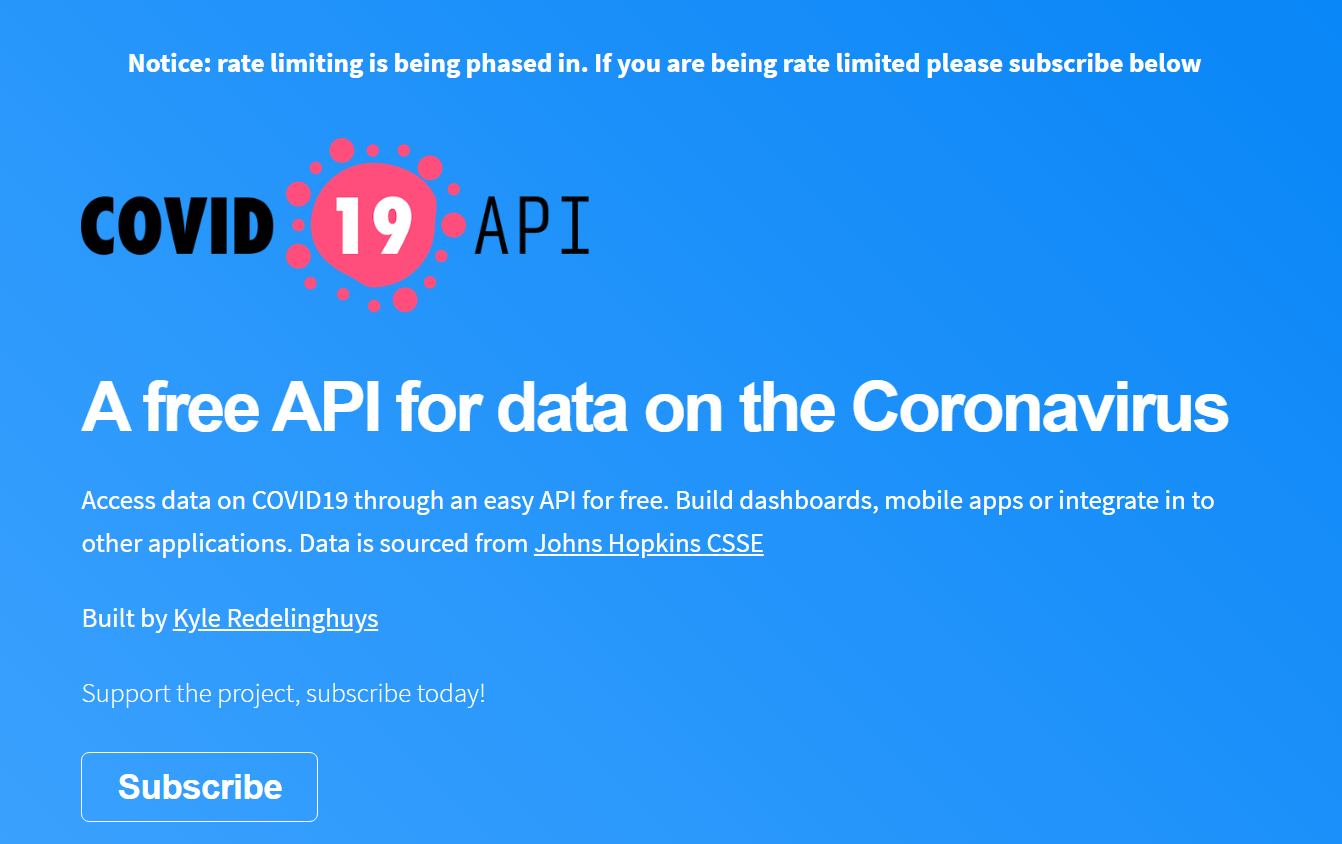 Notice: rate limiting is being phased in. If you are being rate limited please subscribe below
COVID 19 API
A free API for data on the Coronavirus
Access data on COVID19 through an easy API for free. Build dashboards, mobile apps or integrate in to
other applications. Data is sourced from Johns Hopkins CSSE
Built by Kyle Redelinghuys
Support the project, subscribe today!
Subscribe